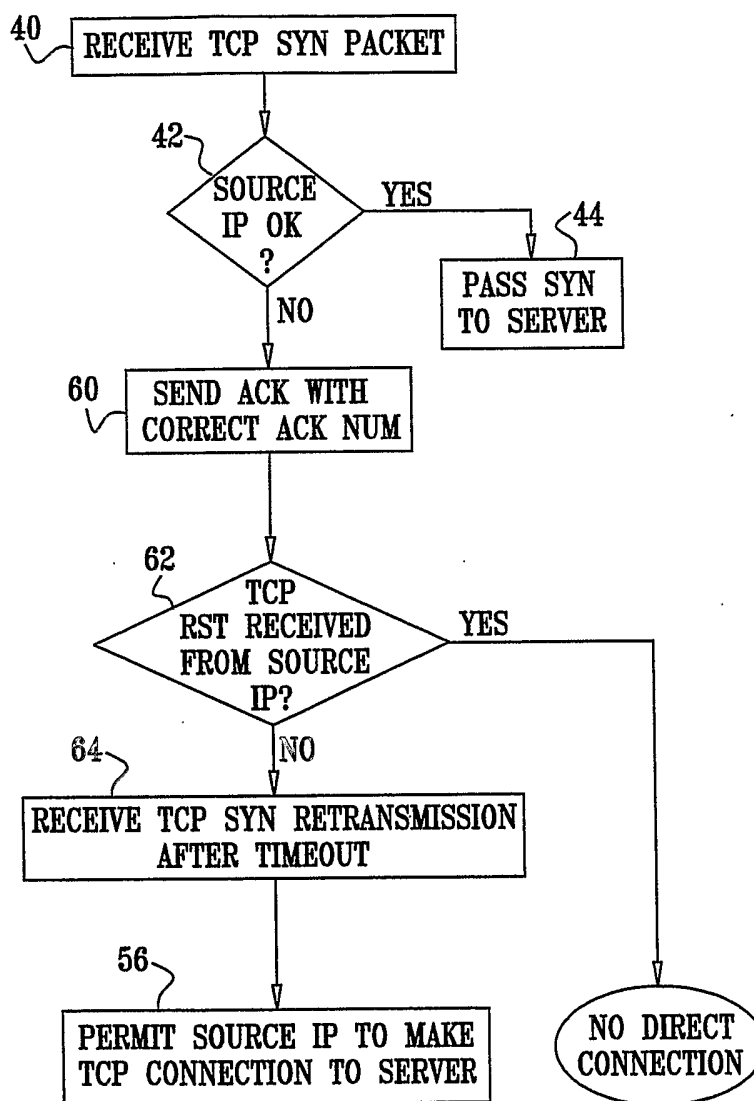 40
RECEIVE TCP SYN PACKET
42
SOURCE
IP OK
?
YES
44
PASS SYN
TO SERVER
NO
60
SEND ACK WITH
CORRECT ACK NUM
62
TCP
RST RECEIVED
FROM SOURCE
IP?
YES
64
NO
RECEIVE TCP SYN RETRANSMISSION
AFTER TIMEOUT
56
PERMIT SOURCE IP TO MAKE
TCP CONNECTION TO SERVER
NO DIRECT
CONNECTION